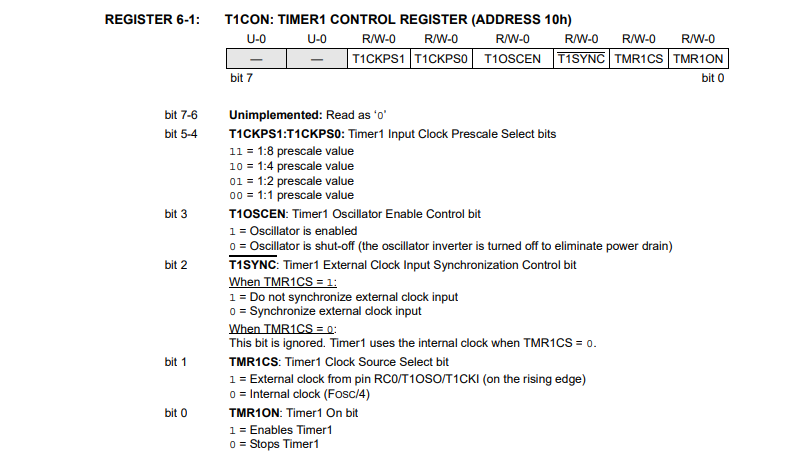 REGISTER 6-1: T1CON: TIMER1 CONTROL REGISTER (ADDRESS 10h)
U-0 U-0 R/W-0 R/W-0 R/W-0 R/W-0 R/W-0 R/W-0
— — T1CKPS1 T1CKPS0 T1OSCEN T1SYNC TMR1CS TMR1ON
bit 7 bit 0
bit 7-6 Unimplemented: Read as ‘0’
bit 5-4 T1CKPS1:T1CKPS0: Timer1 Input Clock Prescale Select bits
11 = 1:8 prescale value
10 = 1:4 prescale value
01 = 1:2 prescale value
00 = 1:1 prescale value
bit 3 T1OSCEN: Timer1 Oscillator Enable Control bit
1 = Oscillator is enabled
0 = Oscillator is shut-off (the oscillator inverter is turned off to eliminate power drain)
bit 2 T1SYNC: Timer1 External Clock Input Synchronization Control bit
When TMR1CS = 1:
1 = Do not synchronize external clock input
0 = Synchronize external clock input
When TMR1CS = 0:
This bit is ignored. Timer1 uses the internal clock when TMR1CS = 0.
bit 1 TMR1CS: Timer1 Clock Source Select bit
1 = External clock from pin RC0/T1OSO/T1CKI (on the rising edge)
0 = Internal clock (FOSC/4)
bit 0 TMR1ON: Timer1 On bit
1 = Enables Timer1
0 = Stops Timer1